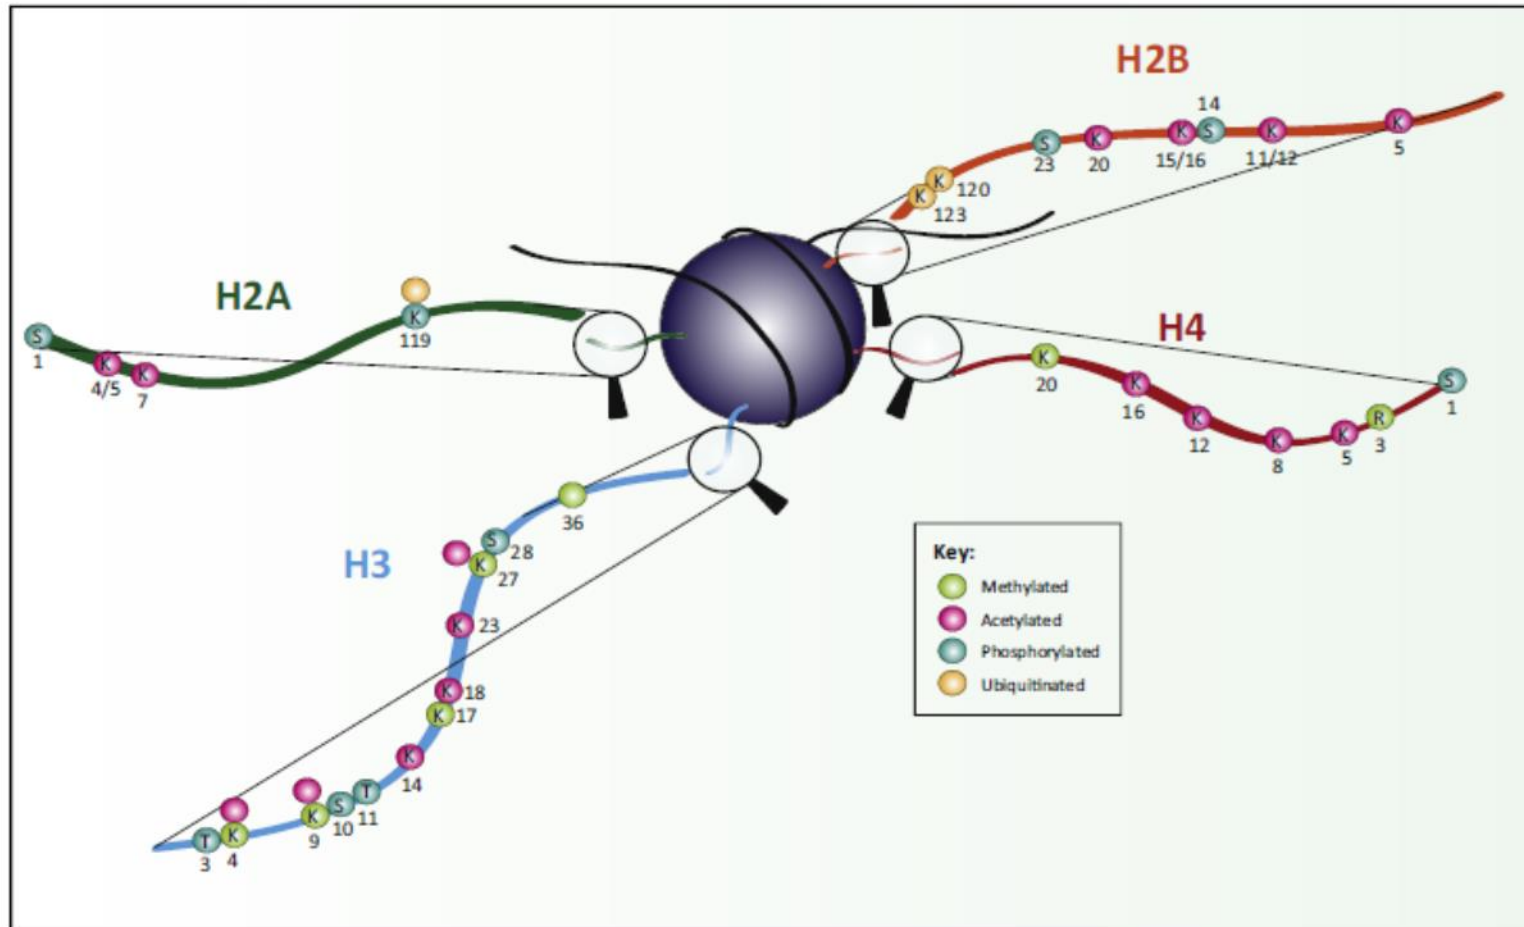 H2B
14
S K K S K K
23 20 15/16 11/12 5
K 120
K 123
H2A
S K K K
1 4/5 7 119
H4
K K K K K R S
20 16 12 8 5 3 1
H3
36
S 28
K 27
K 23
K 18
K 17
K 14
T K K S T
3 4 9 10 11
Key:
Methylated
Acetylated
Phosphorylated
Ubiquitinated